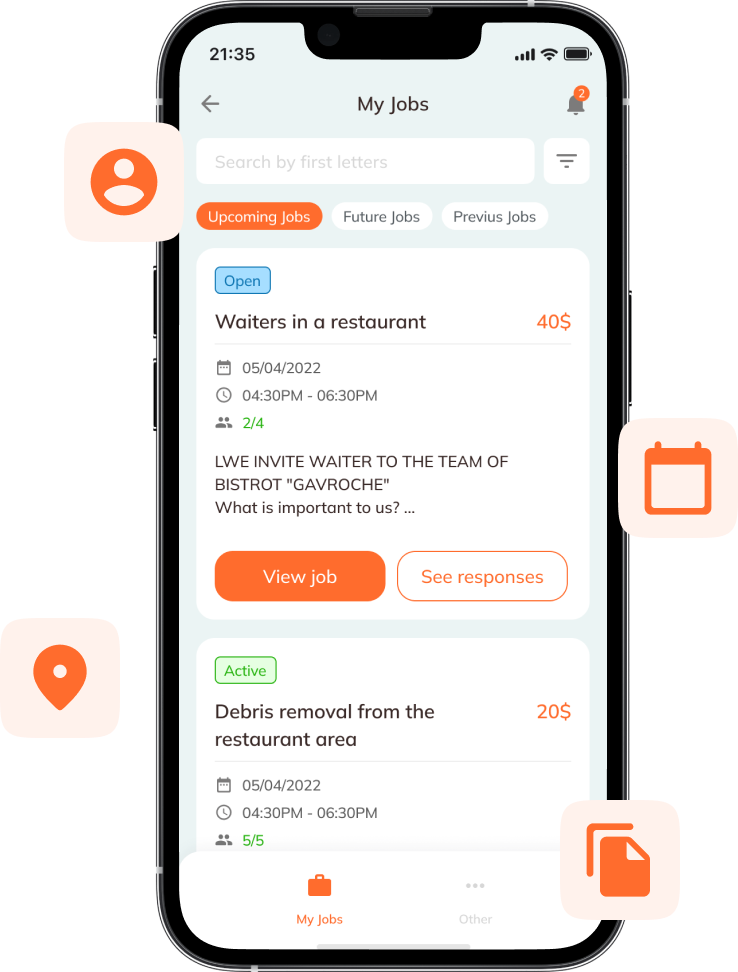 21:35
My Jobs
2
Search by first letters
Upcoming Jobs
Future Jobs
Previus Jobs
Open
Waiters in a restaurant
40$
05/04/2022
04:30PM - 06:30PM
2/4
LWE INVITE WAITER TO THE TEAM OF
BISTROT "GAVROCHE"
What is important to us? ...
View job
See responses
Active
Debris removal from the
restaurant area
20$
05/04/2022
04:30PM - 06:30PM
5/5
My Jobs
Other